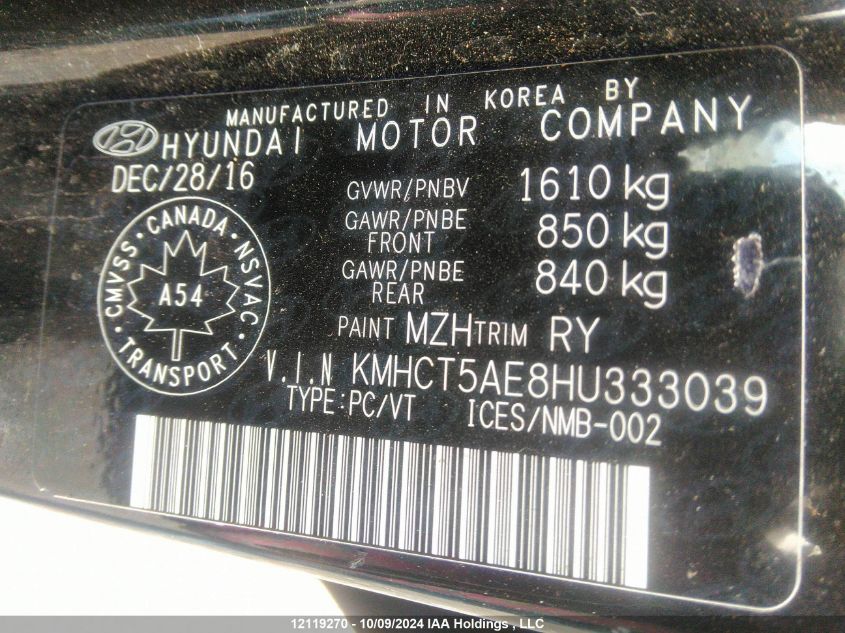 MANUFACTURED IN KOREA BY
HYUNDAI MOTOR COMPANY
DEC/28/16
GVWR/PNBV 1610 kg
GAWR/PNBE FRONT 850 kg
GAWR/PNBE REAR 840 kg
CMVSS · CANADA · NSVAC
A54
TRANSPORT
PAINT MZH TRIM RY
V.I.N KMHCT5AE8HU333039
TYPE:PC/VT ICES/NMB-002
12119270 - 10/09/2024 IAA Holdings , LLC